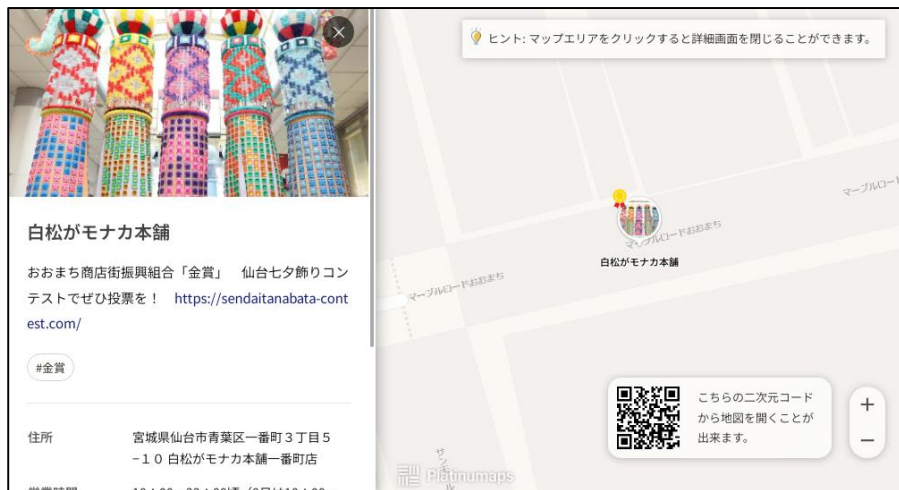 白松がモナカ本舗
おおまち商店街振興組合「金賞」　仙台七夕飾りコン
テストでぜひ投票を！　https://sendaitanabata-cont
est.com/
#金賞
住所
宮城県仙台市青葉区一番町３丁目５
−１０ 白松がモナカ本舗一番町店
ヒント: マップエリアをクリックすると詳細画面を閉じることができます。
マーブルロード
マーブルロードおおまち
白松がモナカ本舗
マーブルロードおおまち
こちらの二次元コード
から地図を開くことが
出来ます。
+
−
Platinumaps